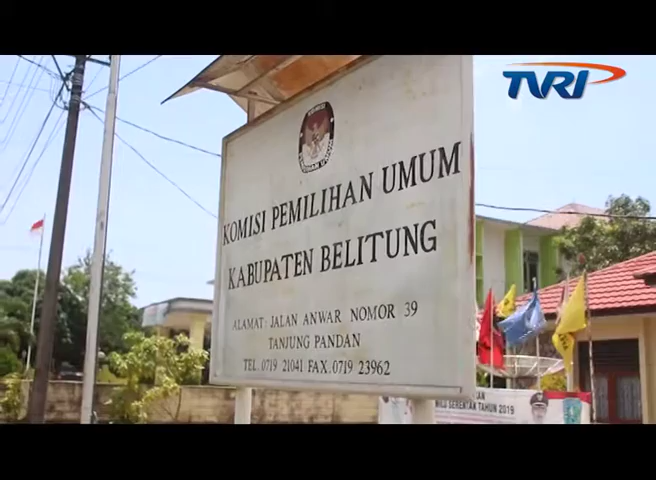 TVRI
KOMISI PEMILIHAN UMUM
KABUPATEN BELITUNG
ALAMAT: JALAN ANWAR NOMOR 39
TANJUNG PANDAN
TEL.0719 21041 FAX.0719 23962
TAHUN 2019